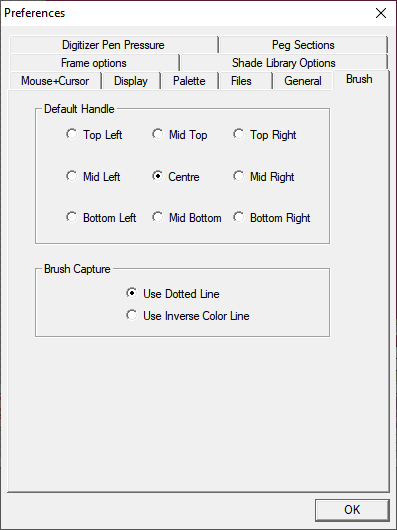 Preferences
Digitizer Pen Pressure Peg Sections
Frame options Shade Library Options
Mouse+Cursor Display Palette Files General Brush
Default Handle
Top Left Mid Top Top Right
Mid Left Centre Mid Right
Bottom Left Mid Bottom Bottom Right
Brush Capture
Use Dotted Line
Use Inverse Color Line
OK